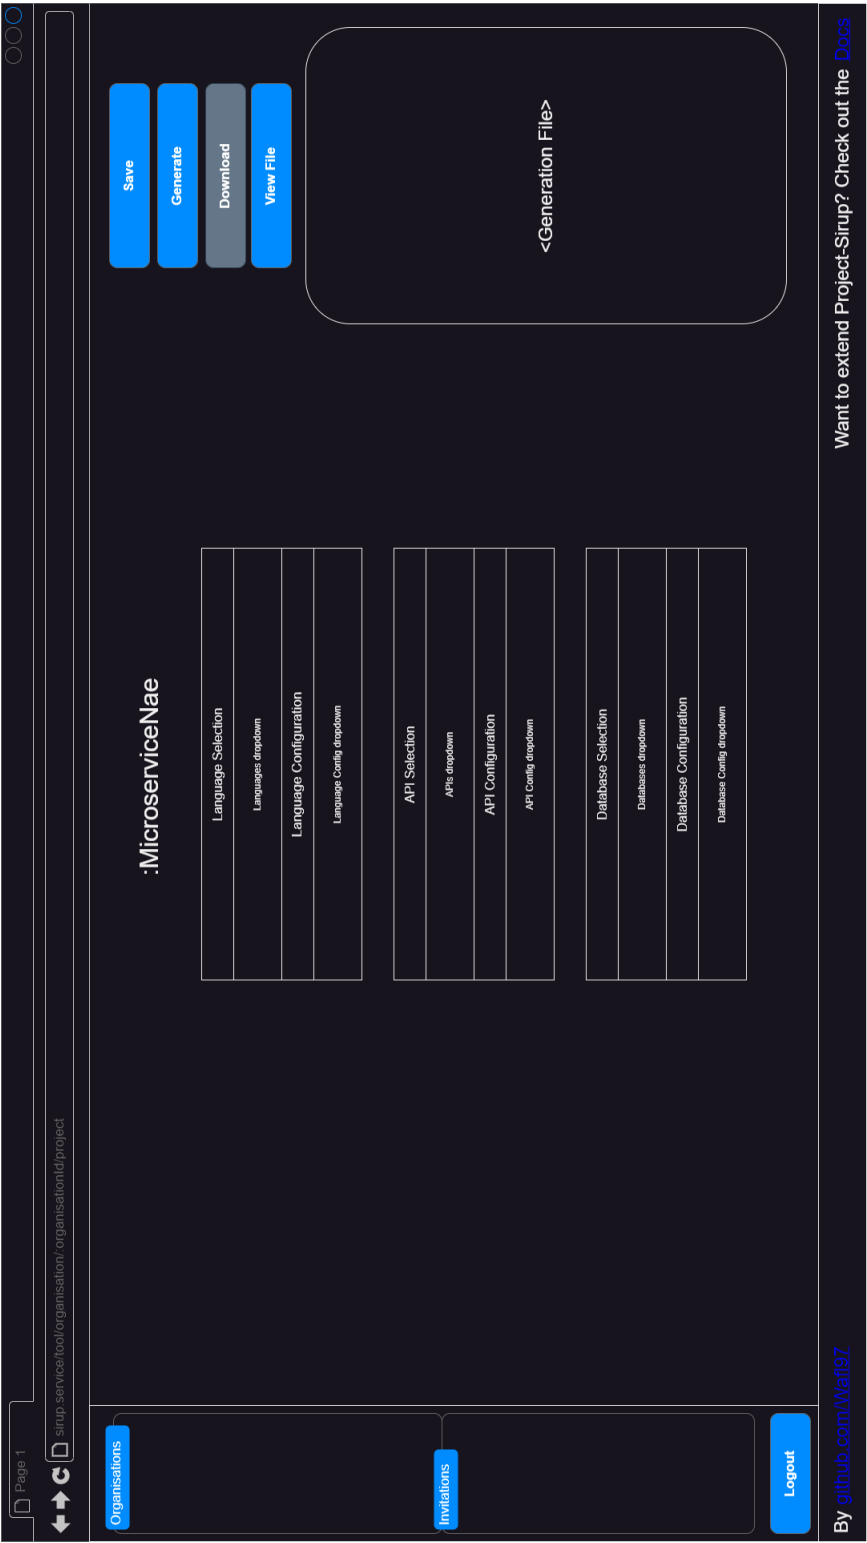 Page 1
sirup.service/tool/organisation/:organisationId/project
Organisations
Invitations
Logout
:MicroserviceNae
Language Selection
Languages dropdown
Language Configuration
Language Config dropdown
API Selection
APIs dropdown
API Configuration
API Config dropdown
Database Selection
Databases dropdown
Database Configuration
Database Config dropdown
Save
Generate
Download
View File
<Generation File>
By github.com/Wafl97
Want to extend Project-Sirup? Check out the Docs